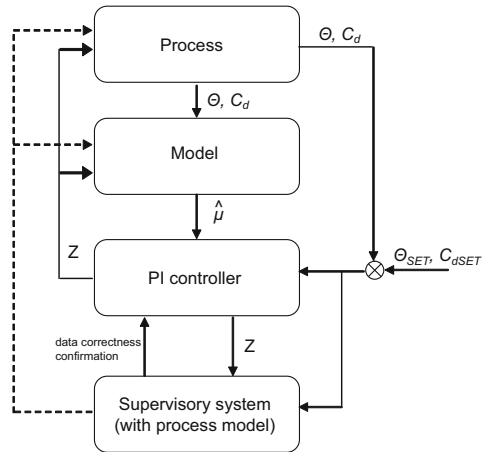 Process
Θ, C_d
Θ, C_d
Model
μ̂
Θ_SET, C_dSET
Z
PI controller
data correctness
confirmation
Z
Supervisory system
(with process model)